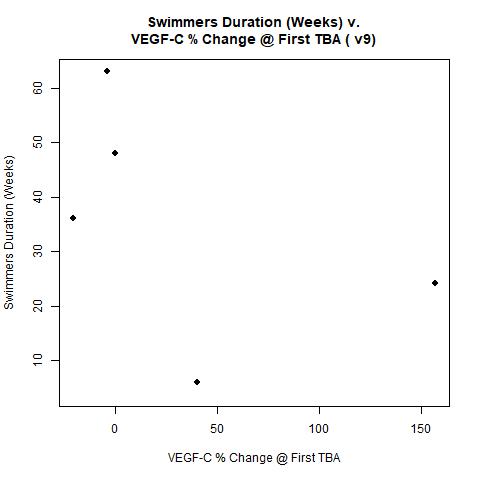 Swimmers Duration (Weeks) v.
VEGF-C % Change @ First TBA ( v9)
Swimmers Duration (Weeks)
60
50
40
30
20
10
0
50
100
150
VEGF-C % Change @ First TBA